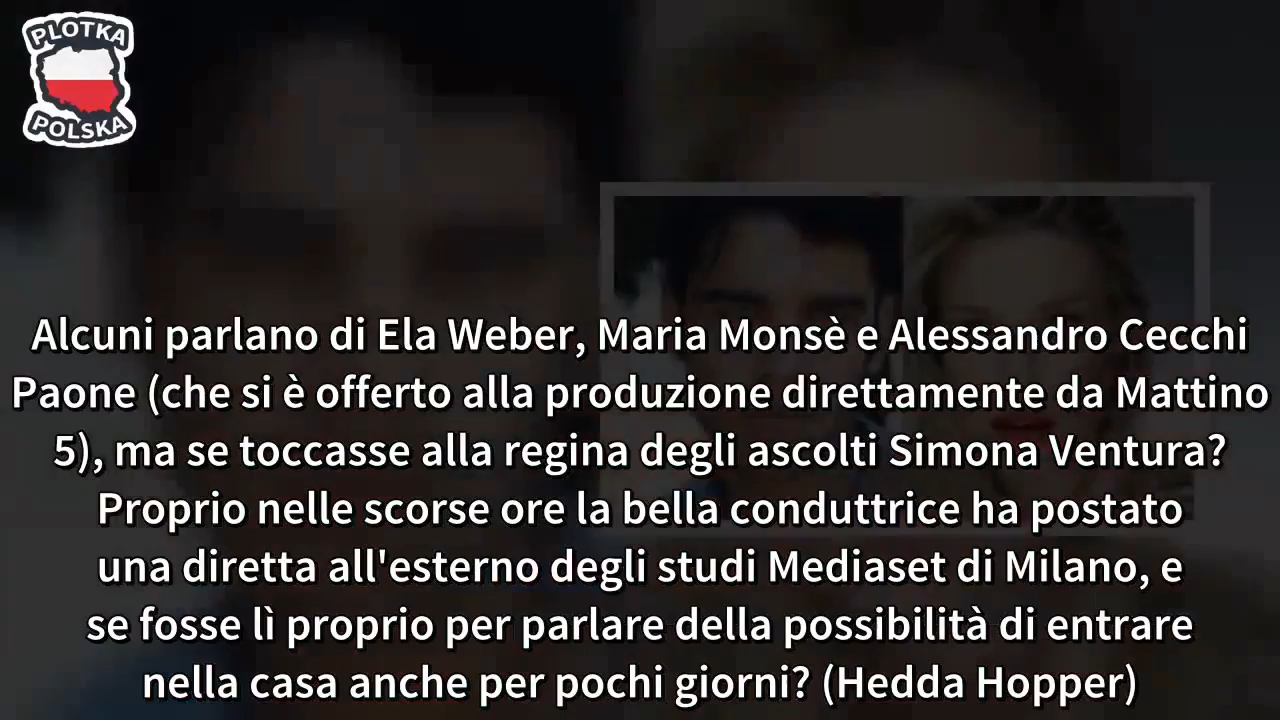 PLOTKA
POLSKA
Alcuni parlano di Ela Weber, Maria Monsè e Alessandro Cecchi
Paone (che si è offerto alla produzione direttamente da Mattino
5), ma se toccasse alla regina degli ascolti Simona Ventura?
Proprio nelle scorse ore la bella conduttrice ha postato
una diretta all'esterno degli studi Mediaset di Milano, e
se fosse lì proprio per parlare della possibilità di entrare
nella casa anche per pochi giorni? (Hedda Hopper)